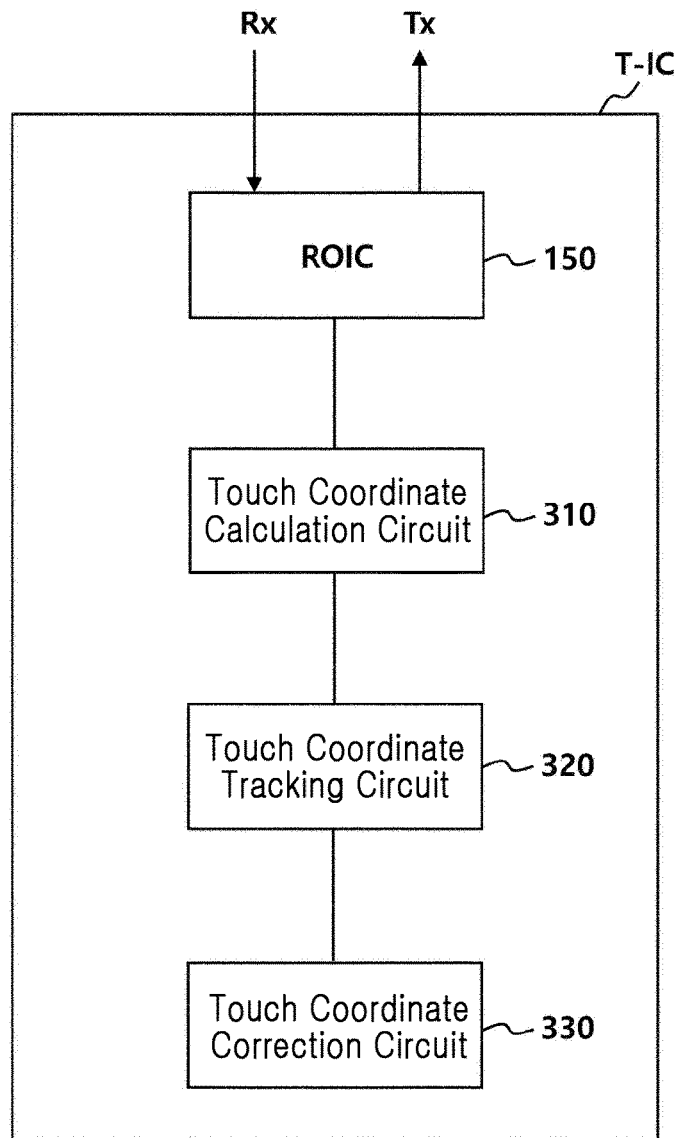 Rx Tx
T-IC
ROIC
150
Touch Coordinate
Calculation Circuit
310
Touch Coordinate
Tracking Circuit
320
Touch Coordinate
Correction Circuit
330